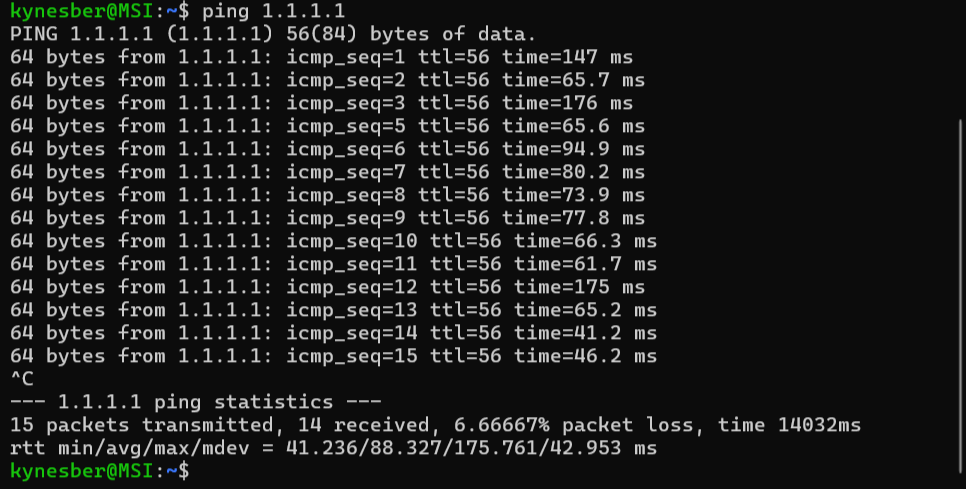 kynesber@MSI:~$ ping 1.1.1.1
PING 1.1.1.1 (1.1.1.1) 56(84) bytes of data.
64 bytes from 1.1.1.1: icmp_seq=1 ttl=56 time=147 ms
64 bytes from 1.1.1.1: icmp_seq=2 ttl=56 time=65.7 ms
64 bytes from 1.1.1.1: icmp_seq=3 ttl=56 time=176 ms
64 bytes from 1.1.1.1: icmp_seq=5 ttl=56 time=65.6 ms
64 bytes from 1.1.1.1: icmp_seq=6 ttl=56 time=94.9 ms
64 bytes from 1.1.1.1: icmp_seq=7 ttl=56 time=80.2 ms
64 bytes from 1.1.1.1: icmp_seq=8 ttl=56 time=73.9 ms
64 bytes from 1.1.1.1: icmp_seq=9 ttl=56 time=77.8 ms
64 bytes from 1.1.1.1: icmp_seq=10 ttl=56 time=66.3 ms
64 bytes from 1.1.1.1: icmp_seq=11 ttl=56 time=61.7 ms
64 bytes from 1.1.1.1: icmp_seq=12 ttl=56 time=175 ms
64 bytes from 1.1.1.1: icmp_seq=13 ttl=56 time=65.2 ms
64 bytes from 1.1.1.1: icmp_seq=14 ttl=56 time=41.2 ms
64 bytes from 1.1.1.1: icmp_seq=15 ttl=56 time=46.2 ms
^C
--- 1.1.1.1 ping statistics ---
15 packets transmitted, 14 received, 6.66667% packet loss, time 14032ms
rtt min/avg/max/mdev = 41.236/88.327/175.761/42.953 ms
kynesber@MSI:~$